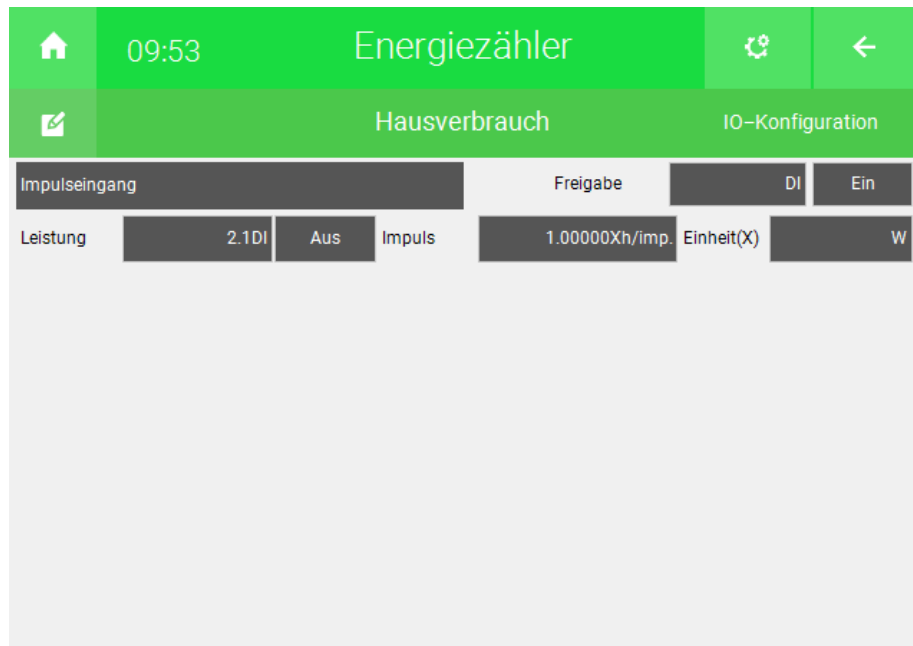 09:53 Energiezähler
Hausverbrauch IO-Konfiguration
Impulseingang Freigabe DI Ein
Leistung 2.1DI Aus Impuls 1.00000Xh/imp. Einheit(X) W